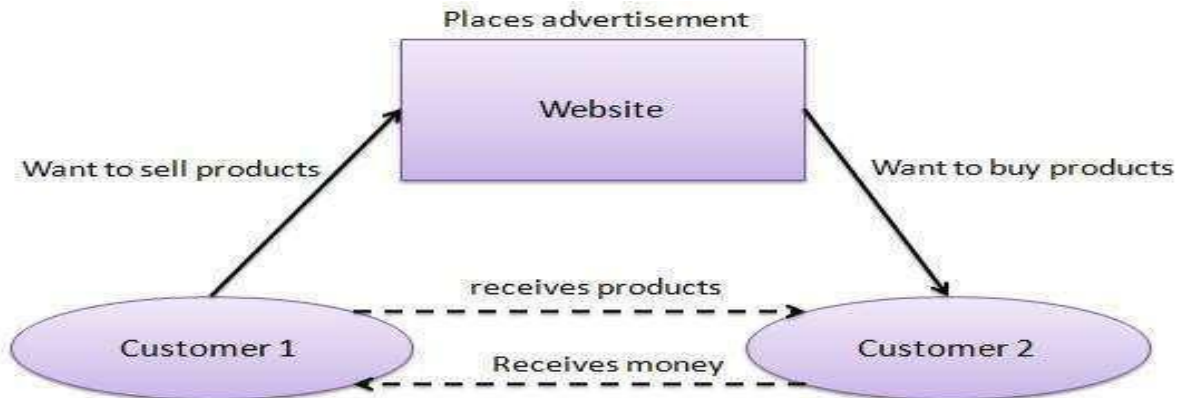 Places advertisement
Website
Want to sell products
Want to buy products
receives products
Customer 1
Customer 2
Receives money